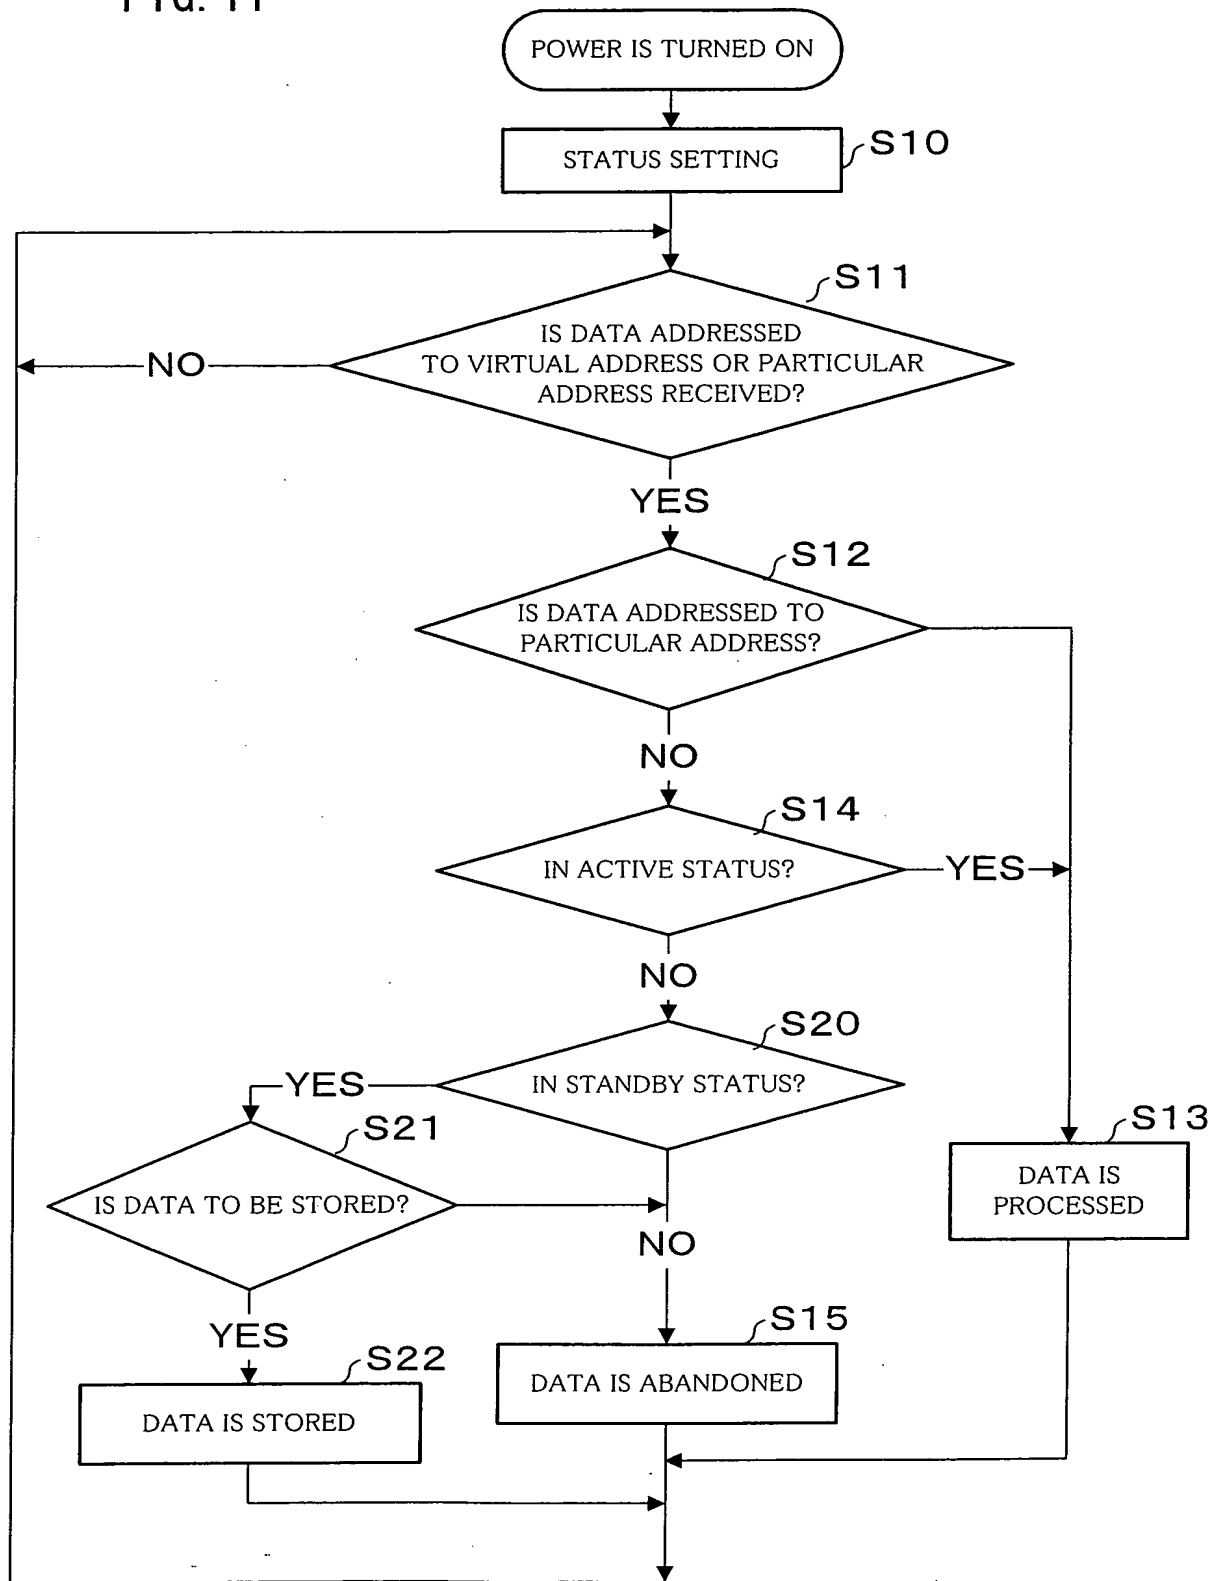 POWER IS TURNED ON
STATUS SETTING
S10
S11
IS DATA ADDRESSED
TO VIRTUAL ADDRESS OR PARTICULAR
ADDRESS RECEIVED?
NO
YES
S12
IS DATA ADDRESSED TO
PARTICULAR ADDRESS?
NO
S14
IN ACTIVE STATUS?
YES
NO
S20
IN STANDBY STATUS?
YES
S21
IS DATA TO BE STORED?
NO
S13
DATA IS
PROCESSED
YES
S22
DATA IS STORED
S15
DATA IS ABANDONED